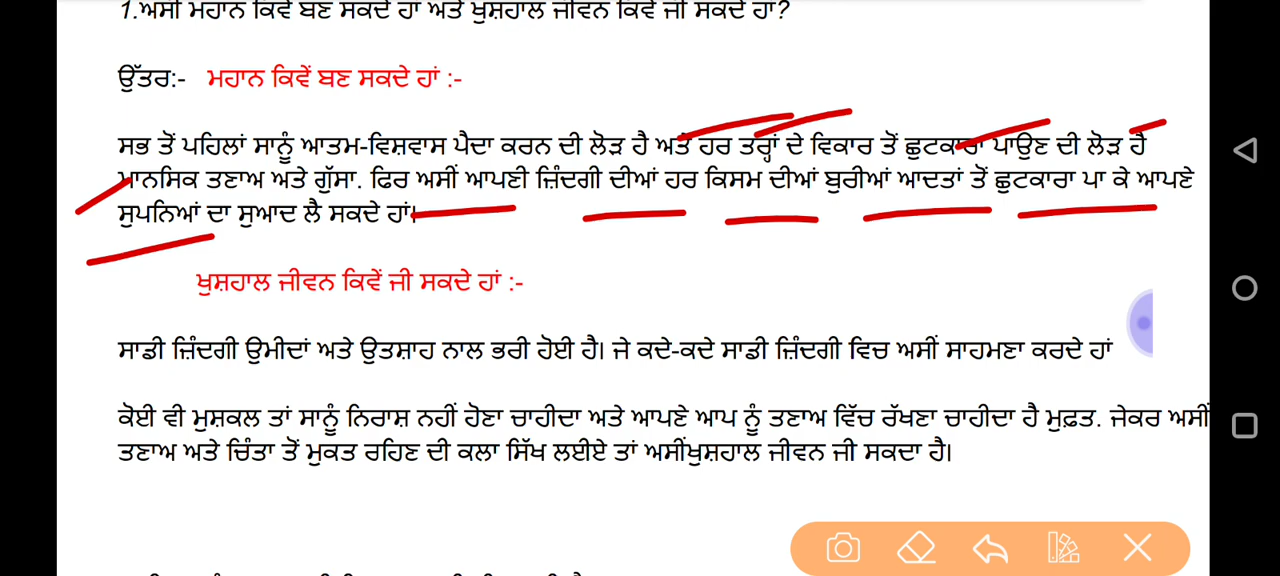 1.ਅਸੀਂ ਮਹਾਨ ਕਿਵੇਂ ਬਣ ਸਕਦੇ ਹਾਂ ਅਤੇ ਖੁਸ਼ਹਾਲ ਜੀਵਨ ਕਿਵੇਂ ਜੀ ਸਕਦੇ ਹਾਂ?
ਉੱਤਰ:- ਮਹਾਨ ਕਿਵੇਂ ਬਣ ਸਕਦੇ ਹਾਂ :-
ਸਭ ਤੋਂ ਪਹਿਲਾਂ ਸਾਨੂੰ ਆਤਮ-ਵਿਸ਼ਵਾਸ ਪੈਦਾ ਕਰਨ ਦੀ ਲੋੜ ਹੈ ਅਤੇ ਹਰ ਤਰ੍ਹਾਂ ਦੇ ਵਿਕਾਰ ਤੋਂ ਛੁਟਕਾਰਾ ਪਾਉਣ ਦੀ ਲੋੜ ਹੈ
ਮਾਨਸਿਕ ਤਣਾਅ ਅਤੇ ਗੁੱਸਾ. ਫਿਰ ਅਸੀਂ ਆਪਣੀ ਜ਼ਿੰਦਗੀ ਦੀਆਂ ਹਰ ਕਿਸਮ ਦੀਆਂ ਬੁਰੀਆਂ ਆਦਤਾਂ ਤੋਂ ਛੁਟਕਾਰਾ ਪਾ ਕੇ ਆਪਣੇ
ਸੁਪਨਿਆਂ ਦਾ ਸੁਆਦ ਲੈ ਸਕਦੇ ਹਾਂ।
ਖੁਸ਼ਹਾਲ ਜੀਵਨ ਕਿਵੇਂ ਜੀ ਸਕਦੇ ਹਾਂ :-
ਸਾਡੀ ਜ਼ਿੰਦਗੀ ਉਮੀਦਾਂ ਅਤੇ ਉਤਸ਼ਾਹ ਨਾਲ ਭਰੀ ਹੋਈ ਹੈ। ਜੇ ਕਦੇ-ਕਦੇ ਸਾਡੀ ਜ਼ਿੰਦਗੀ ਵਿਚ ਅਸੀਂ ਸਾਹਮਣਾ ਕਰਦੇ ਹਾਂ
ਕੋਈ ਵੀ ਮੁਸ਼ਕਲ ਤਾਂ ਸਾਨੂੰ ਨਿਰਾਸ਼ ਨਹੀਂ ਹੋਣਾ ਚਾਹੀਦਾ ਅਤੇ ਆਪਣੇ ਆਪ ਨੂੰ ਤਣਾਅ ਵਿੱਚ ਰੱਖਣਾ ਚਾਹੀਦਾ ਹੈ ਮੁਫ਼ਤ. ਜੇਕਰ ਅਸੀਂ
ਤਣਾਅ ਅਤੇ ਚਿੰਤਾ ਤੋਂ ਮੁਕਤ ਰਹਿਣ ਦੀ ਕਲਾ ਸਿੱਖ ਲਈਏ ਤਾਂ ਅਸੀਂਖੁਸ਼ਹਾਲ ਜੀਵਨ ਜੀ ਸਕਦਾ ਹੈ।